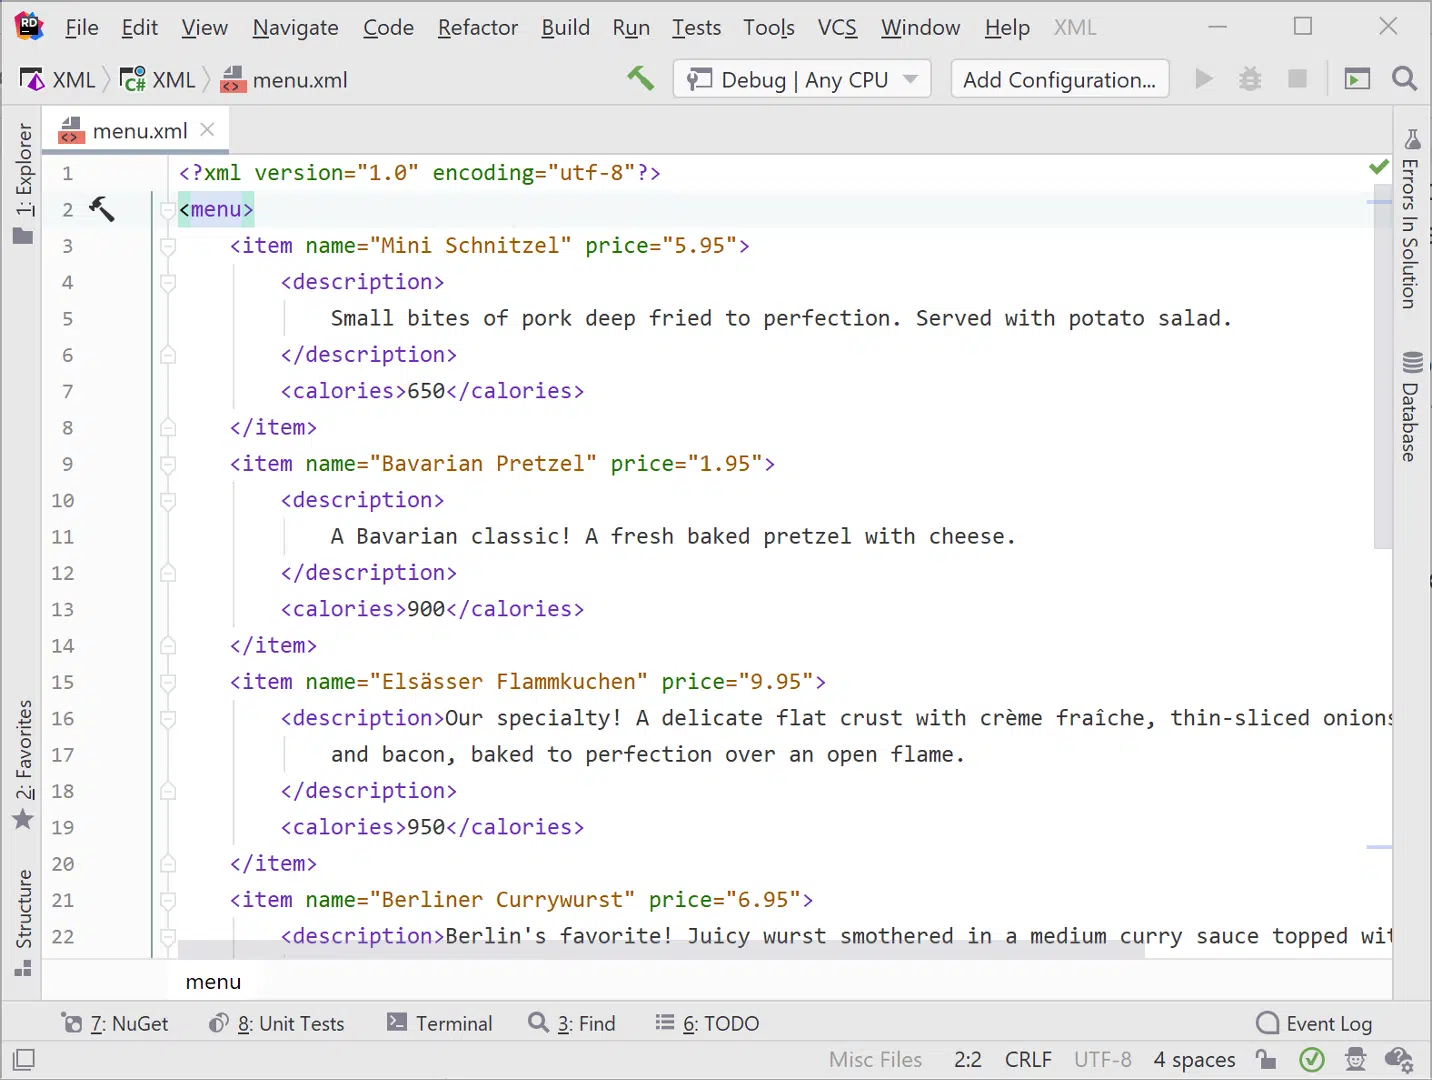 RD File Edit View Navigate Code Refactor Build Run Tests Tools VCS Window Help XML
XML C# XML menu.xml Debug | Any CPU Add Configuration...
menu.xml
1: Explorer
2: Favorites
Structure
1 <?xml version="1.0" encoding="utf-8"?>
2 <menu>
3 <item name="Mini Schnitzel" price="5.95">
4 <description>
5 Small bites of pork deep fried to perfection. Served with potato salad.
6 </description>
7 <calories>650</calories>
8 </item>
9 <item name="Bavarian Pretzel" price="1.95">
10 <description>
11 A Bavarian classic! A fresh baked pretzel with cheese.
12 </description>
13 <calories>900</calories>
14 </item>
15 <item name="Elsässer Flammkuchen" price="9.95">
16 <description>Our specialty! A delicate flat crust with crème fraîche, thin-sliced onions
17 and bacon, baked to perfection over an open flame.
18 </description>
19 <calories>950</calories>
20 </item>
21 <item name="Berliner Currywurst" price="6.95">
22 <description>Berlin's favorite! Juicy wurst smothered in a medium curry sauce topped wit
Errors In Solution
Database
menu
7: NuGet 8: Unit Tests Terminal 3: Find 6: TODO Event Log
Misc Files 2:2 CRLF UTF-8 4 spaces